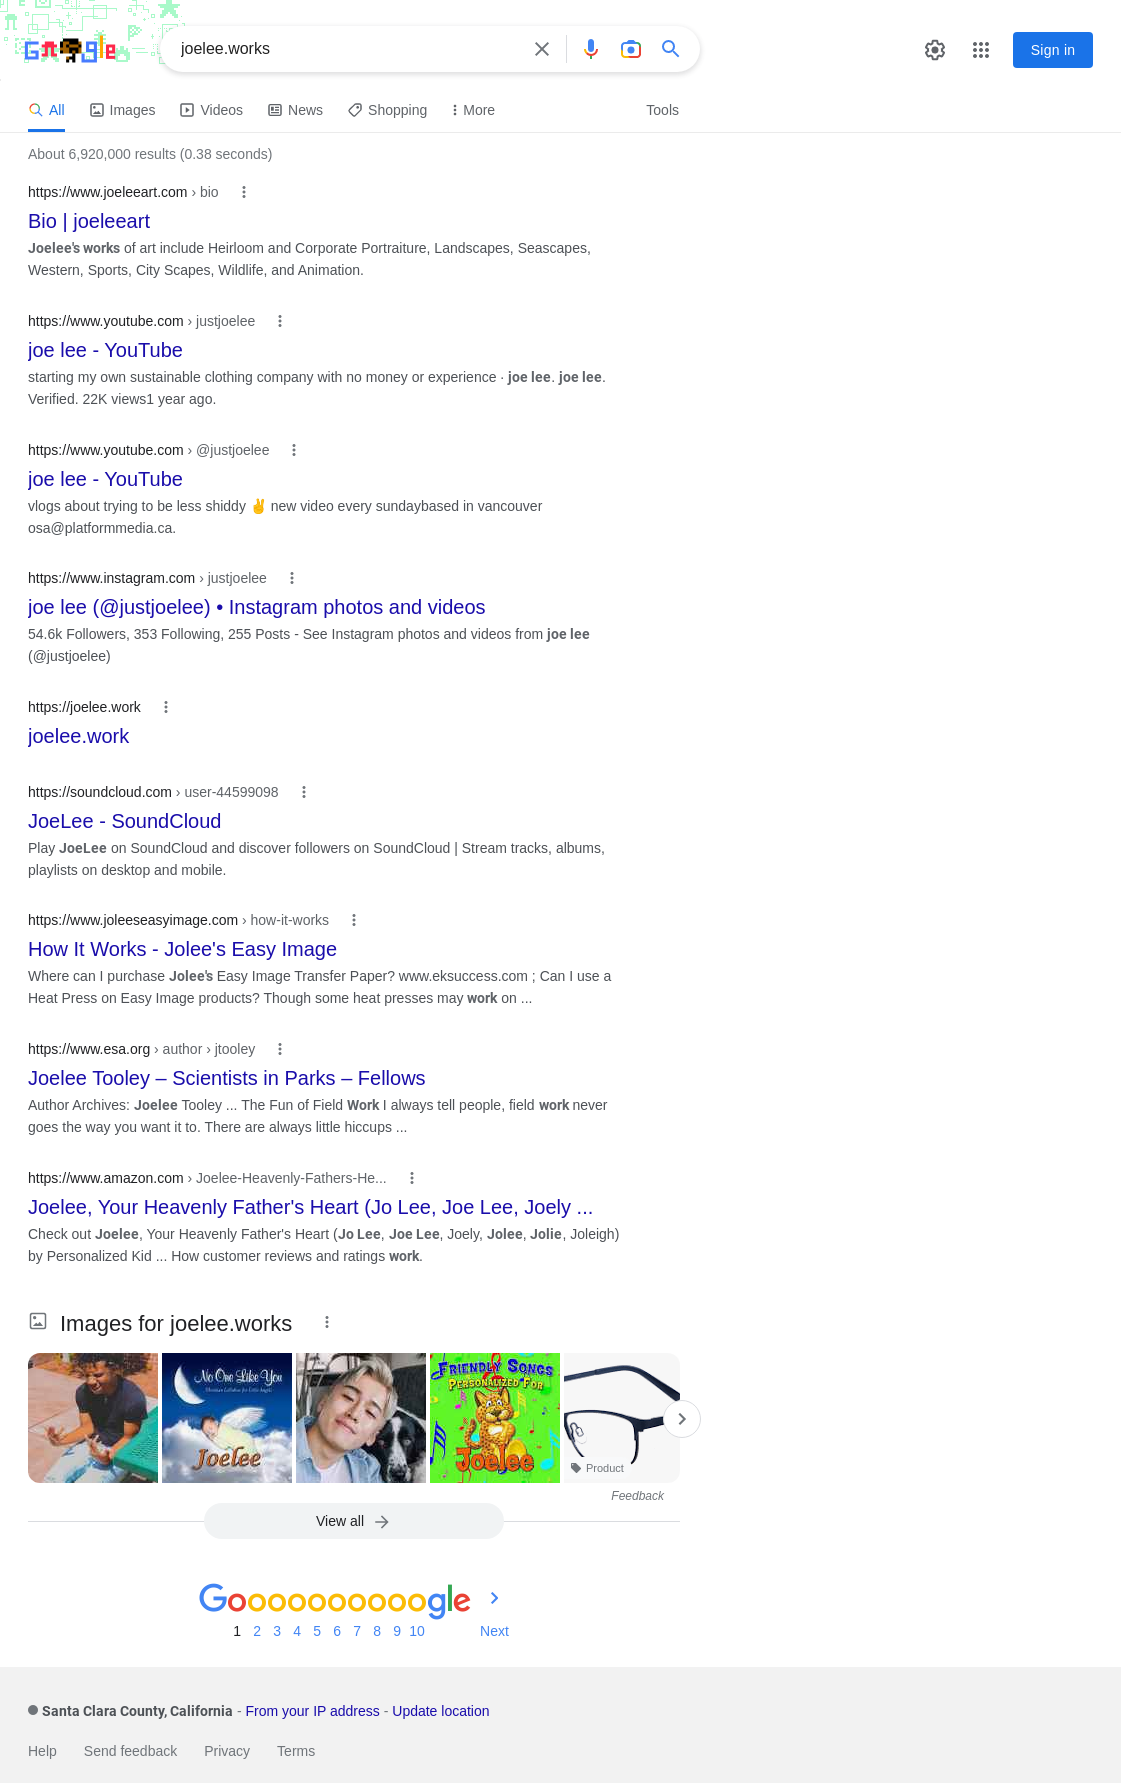 Google
joelee.works
Sign in
All Images Videos News Shopping More Tools
About 6,920,000 results (0.38 seconds)
https://www.joeleeart.com › bio
Bio | joeleeart
Joelee's works of art include Heirloom and Corporate Portraiture, Landscapes, Seascapes,
Western, Sports, City Scapes, Wildlife, and Animation.
https://www.youtube.com › justjoelee
joe lee - YouTube
starting my own sustainable clothing company with no money or experience · joe lee. joe lee.
Verified. 22K views1 year ago.
https://www.youtube.com › @justjoelee
joe lee - YouTube
vlogs about trying to be less shiddy ✌️ new video every sundaybased in vancouver
osa@platformmedia.ca.
https://www.instagram.com › justjoelee
joe lee (@justjoelee) • Instagram photos and videos
54.6k Followers, 353 Following, 255 Posts - See Instagram photos and videos from joe lee
(@justjoelee)
https://joelee.work
joelee.work
https://soundcloud.com › user-44599098
JoeLee - SoundCloud
Play JoeLee on SoundCloud and discover followers on SoundCloud | Stream tracks, albums,
playlists on desktop and mobile.
https://www.joleeseasyimage.com › how-it-works
How It Works - Jolee's Easy Image
Where can I purchase Jolee's Easy Image Transfer Paper? www.eksuccess.com ; Can I use a
Heat Press on Easy Image products? Though some heat presses may work on ...
https://www.esa.org › author › jtooley
Joelee Tooley – Scientists in Parks – Fellows
Author Archives: Joelee Tooley ... The Fun of Field Work I always tell people, field work never
goes the way you want it to. There are always little hiccups ...
https://www.amazon.com › Joelee-Heavenly-Fathers-He...
Joelee, Your Heavenly Father's Heart (Jo Lee, Joe Lee, Joely ...
Check out Joelee, Your Heavenly Father's Heart (Jo Lee, Joe Lee, Joely, Jolee, Jolie, Joleigh)
by Personalized Kid ... How customer reviews and ratings work.
Images for joelee.works
No One Like You
Christian Lullabies for Little Angels
Joelee
FRIENDLY SONGS
PERSONALIZED FOR
JOELEE
Product
Feedback
View all
Goooooooooogle
1 2 3 4 5 6 7 8 9 10 Next
Santa Clara County, California - From your IP address - Update location
Help Send feedback Privacy Terms